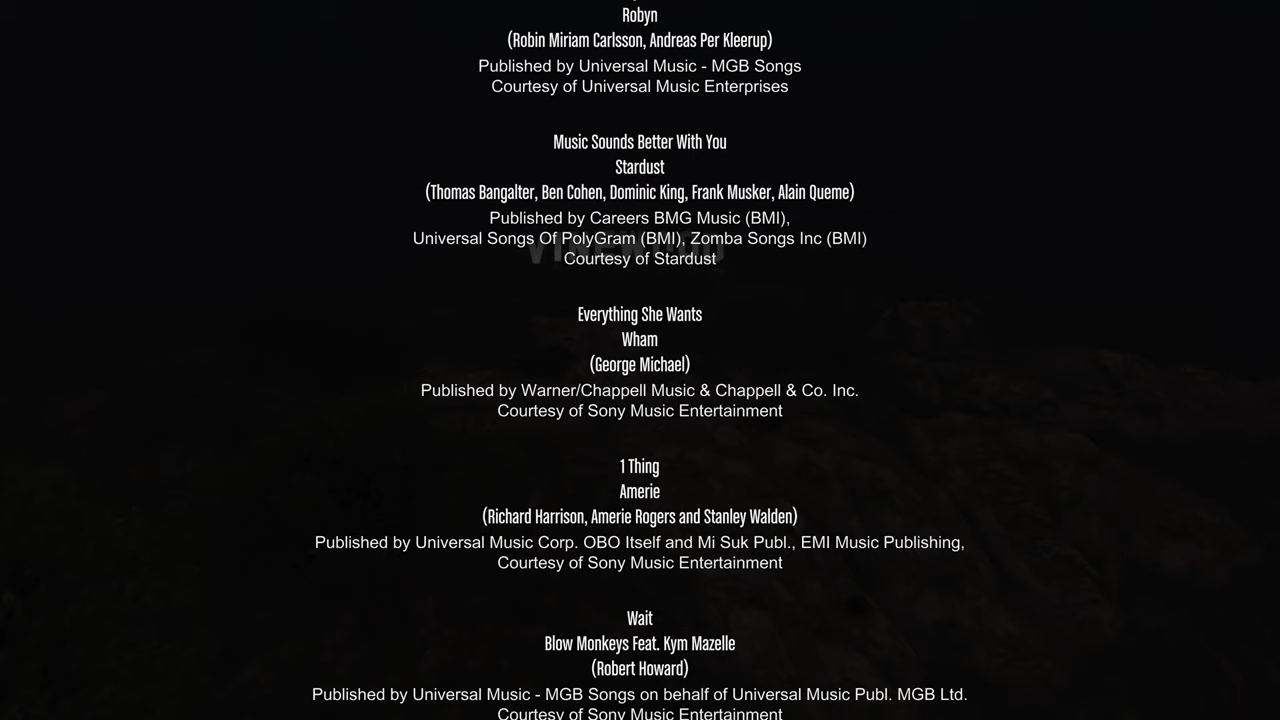 Robyn
(Robin Miriam Carlsson, Andreas Per Kleerup)
Published by Universal Music - MGB Songs
Courtesy of Universal Music Enterprises
Music Sounds Better With You
Stardust
(Thomas Bangalter, Ben Cohen, Dominic King, Frank Musker, Alain Queme)
Published by Careers BMG Music (BMI),
Universal Songs Of PolyGram (BMI), Zomba Songs Inc (BMI)
VINEWOOD
Courtesy of Stardust
Everything She Wants
Wham
(George Michael)
Published by Warner/Chappell Music & Chappell & Co. Inc.
Courtesy of Sony Music Entertainment
1 Thing
Amerie
(Richard Harrison, Amerie Rogers and Stanley Walden)
Published by Universal Music Corp. OBO Itself and Mi Suk Publ., EMI Music Publishing,
Courtesy of Sony Music Entertainment
Wait
Blow Monkeys Feat. Kym Mazelle
(Robert Howard)
Published by Universal Music - MGB Songs on behalf of Universal Music Publ. MGB Ltd.
Courtesy of Sony Music Entertainment